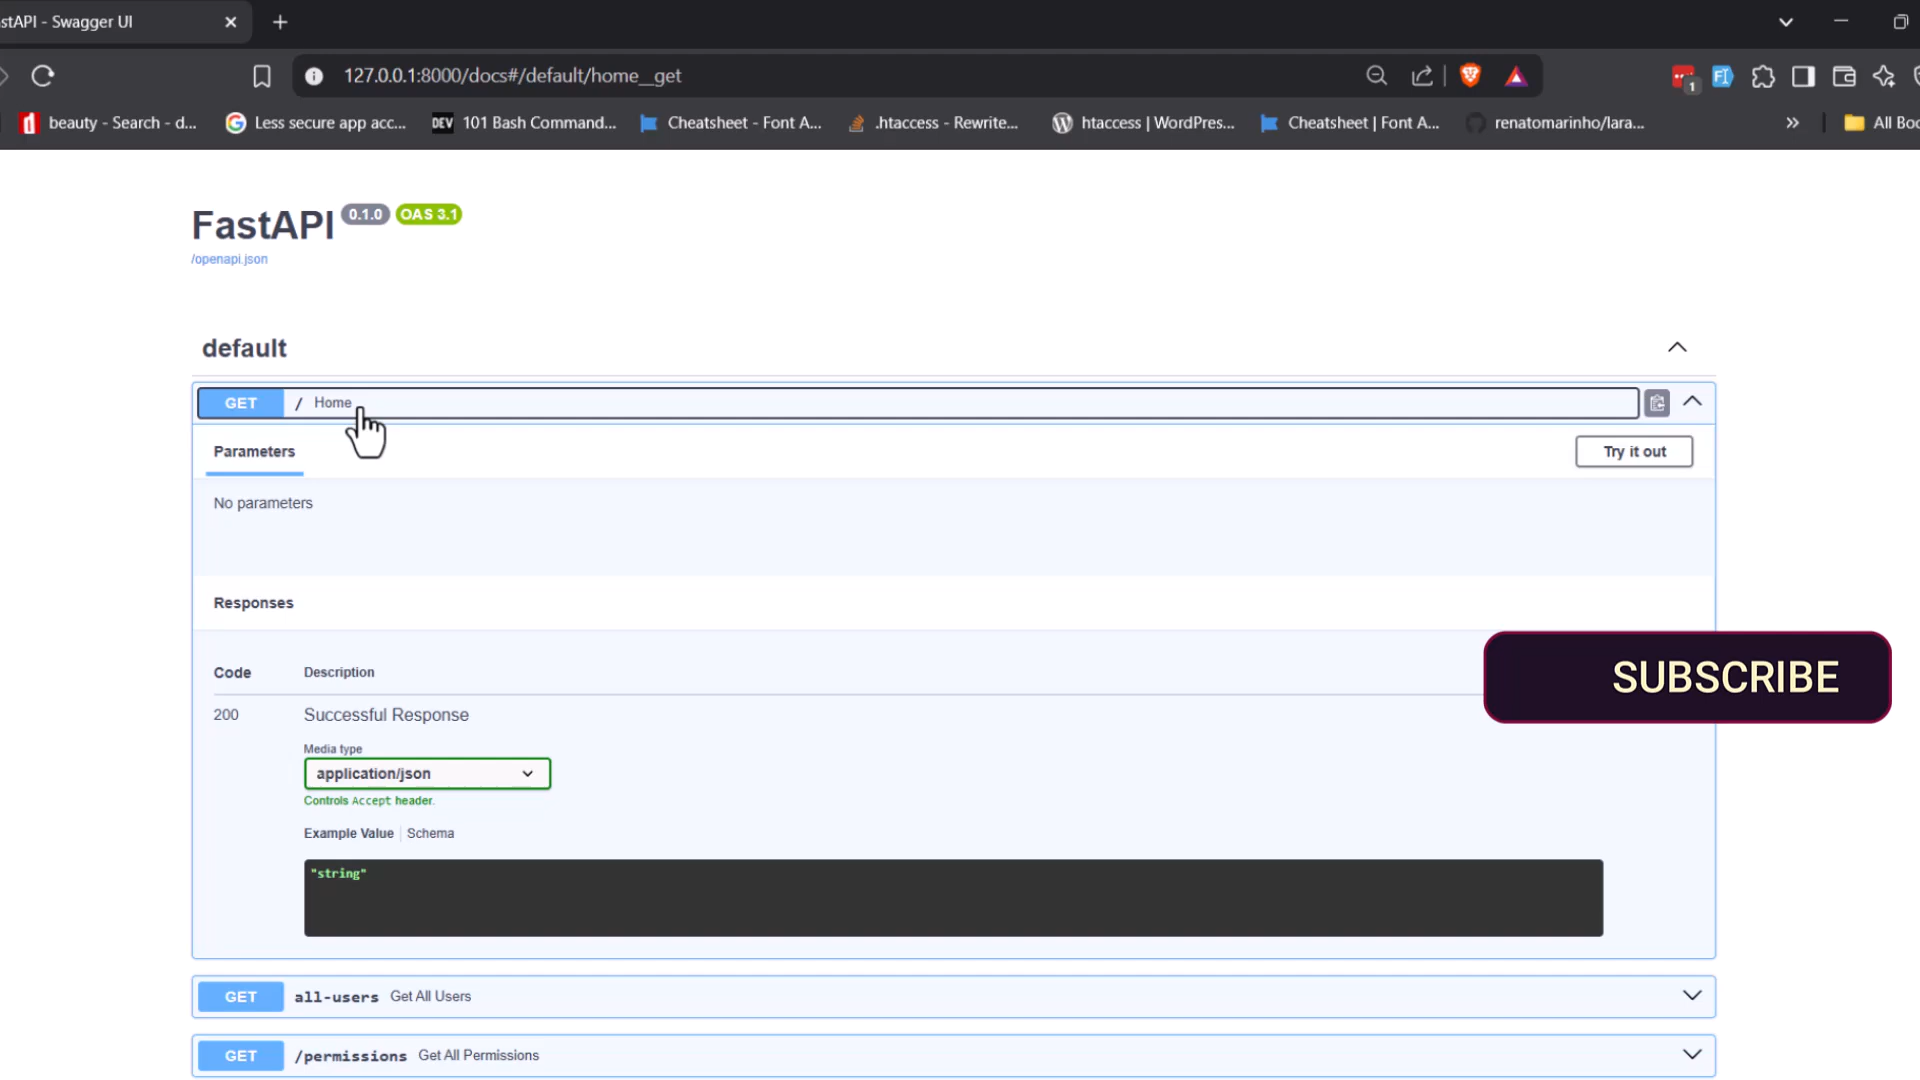 stAPI - Swagger UI
127.0.0.1:8000/docs#/default/home__get
1
beauty - Search - d...
Less secure app acc...
DEV 101 Bash Command...
Cheatsheet - Font A...
.htaccess - Rewrite...
htaccess | WordPres...
Cheatsheet | Font A...
renatomarinho/lara...
All Boo
FastAPI 0.1.0 OAS 3.1
/openapi.json
default
GET / Home
Parameters
Try it out
No parameters
Responses
Code Description
200 Successful Response
Media type
application/json
Controls Accept header.
Example Value Schema
"string"
SUBSCRIBE
GET all-users Get All Users
GET /permissions Get All Permissions